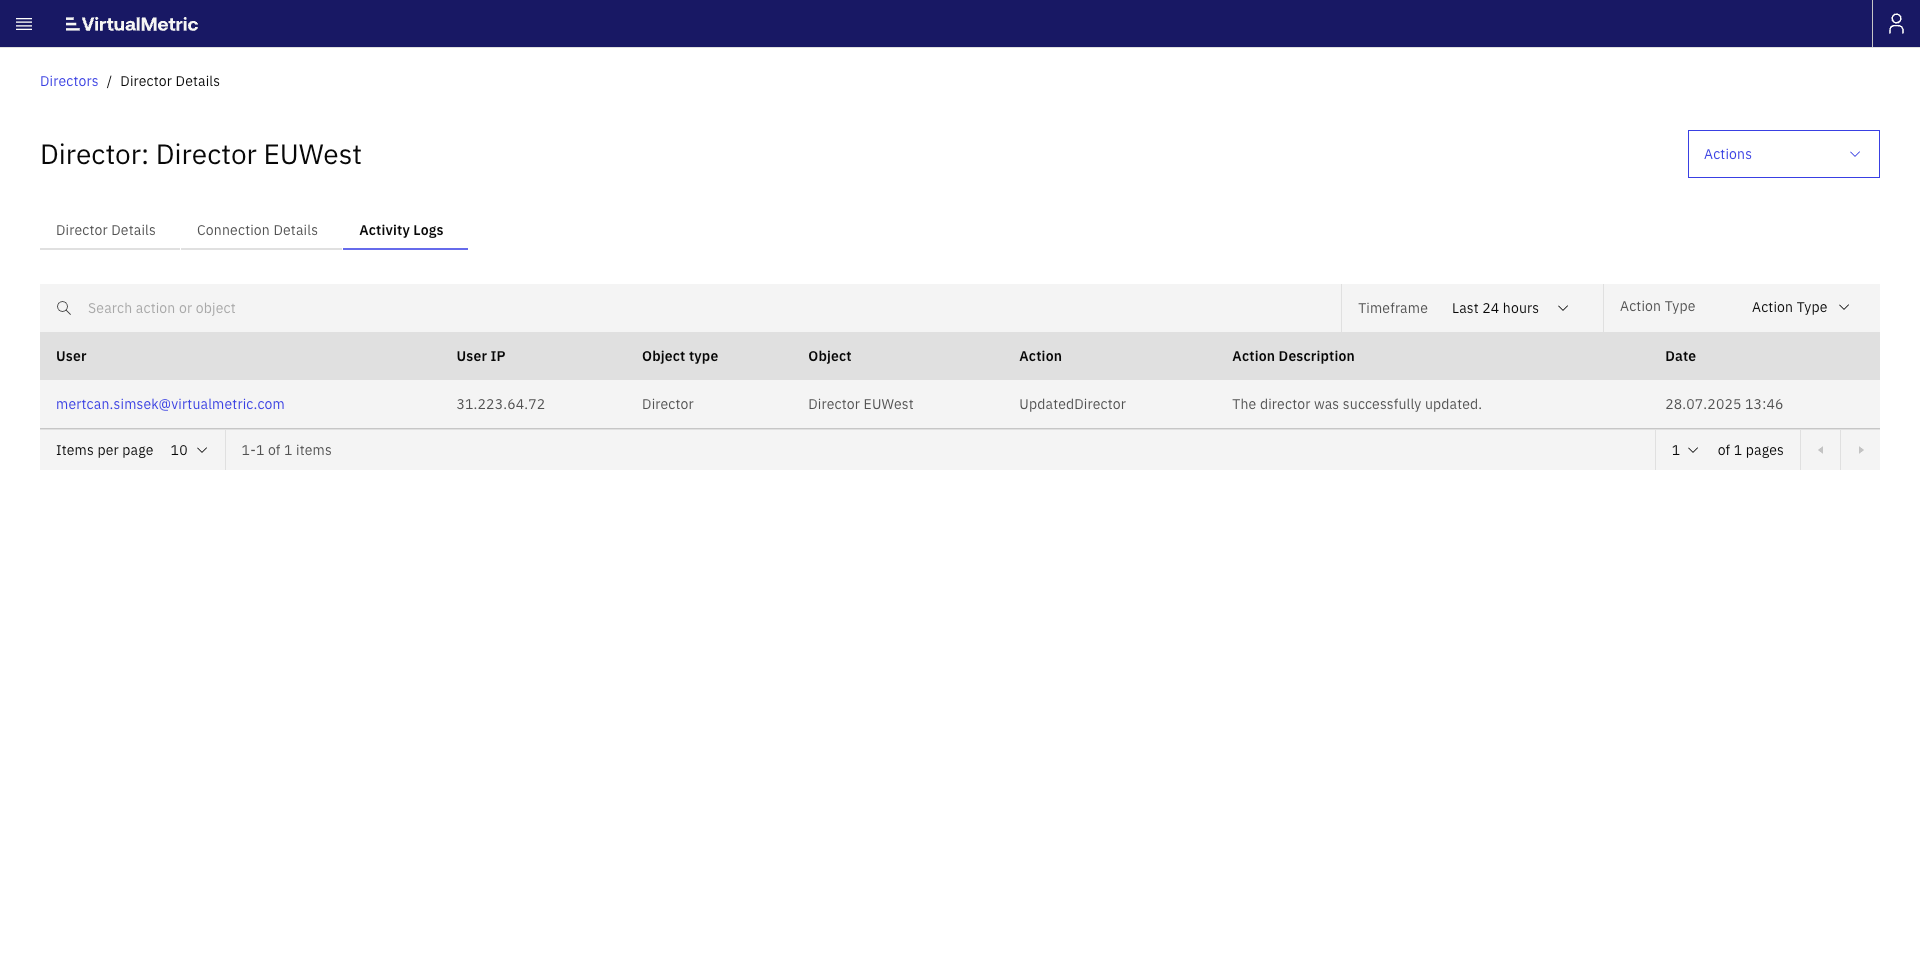 VirtualMetric
Directors / Director Details
Director: Director EUWest
Actions
Director Details Connection Details Activity Logs
Search action or object Timeframe Last 24 hours Action Type Action Type
User User IP Object type Object Action Action Description Date
mertcan.simsek@virtualmetric.com 31.223.64.72 Director Director EUWest UpdatedDirector The director was successfully updated. 28.07.2025 13:46
Items per page 10 1-1 of 1 items 1 of 1 pages